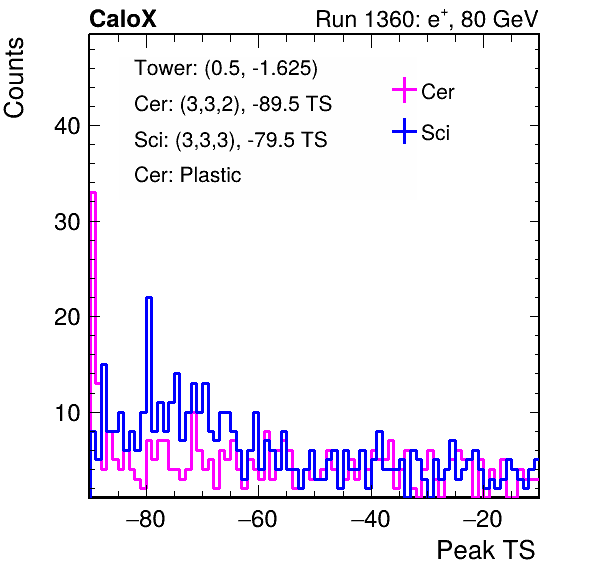 CaloX Run 1360: e⁺, 80 GeV
Counts
Tower: (0.5, -1.625)
Cer: (3,3,2), -89.5 TS
Sci: (3,3,3), -79.5 TS
Cer: Plastic
Cer
Sci
40
30
20
10
−80 −60 −40 −20
Peak TS